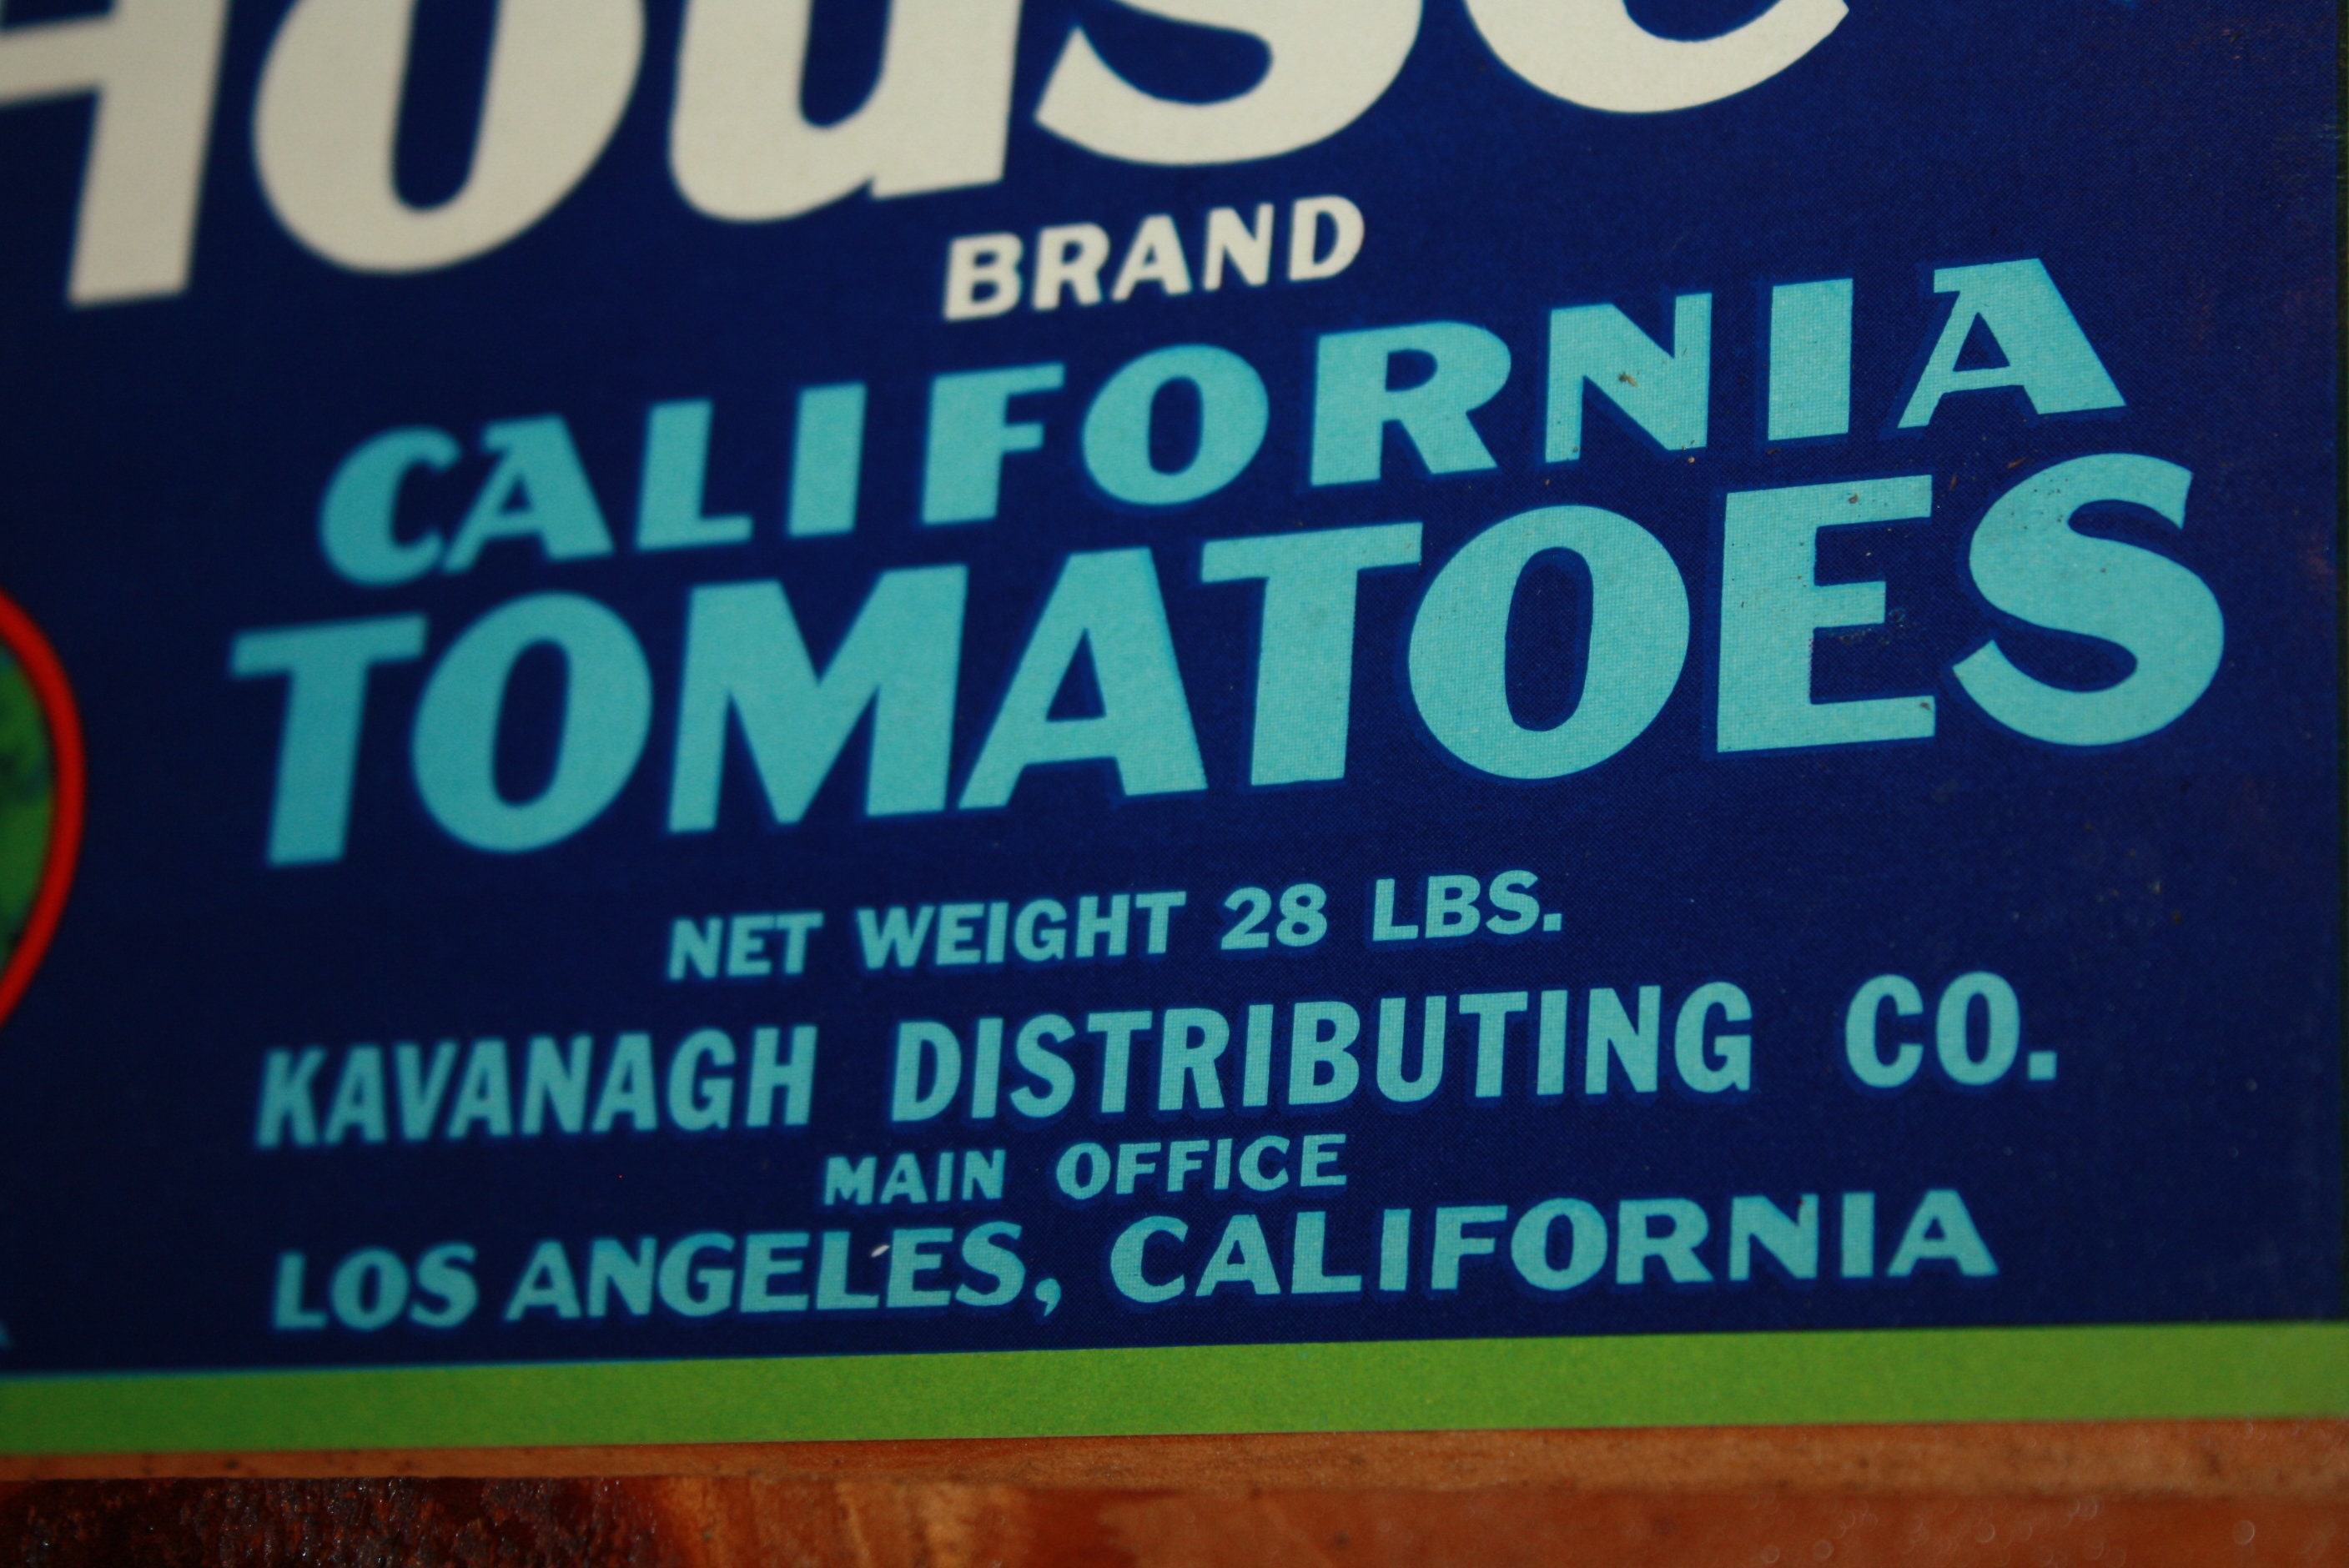 House
BRAND
CALIFORNIA
TOMATOES
NET WEIGHT 28 LBS.
KAVANAGH DISTRIBUTING CO.
MAIN OFFICE
LOS ANGELES, CALIFORNIA